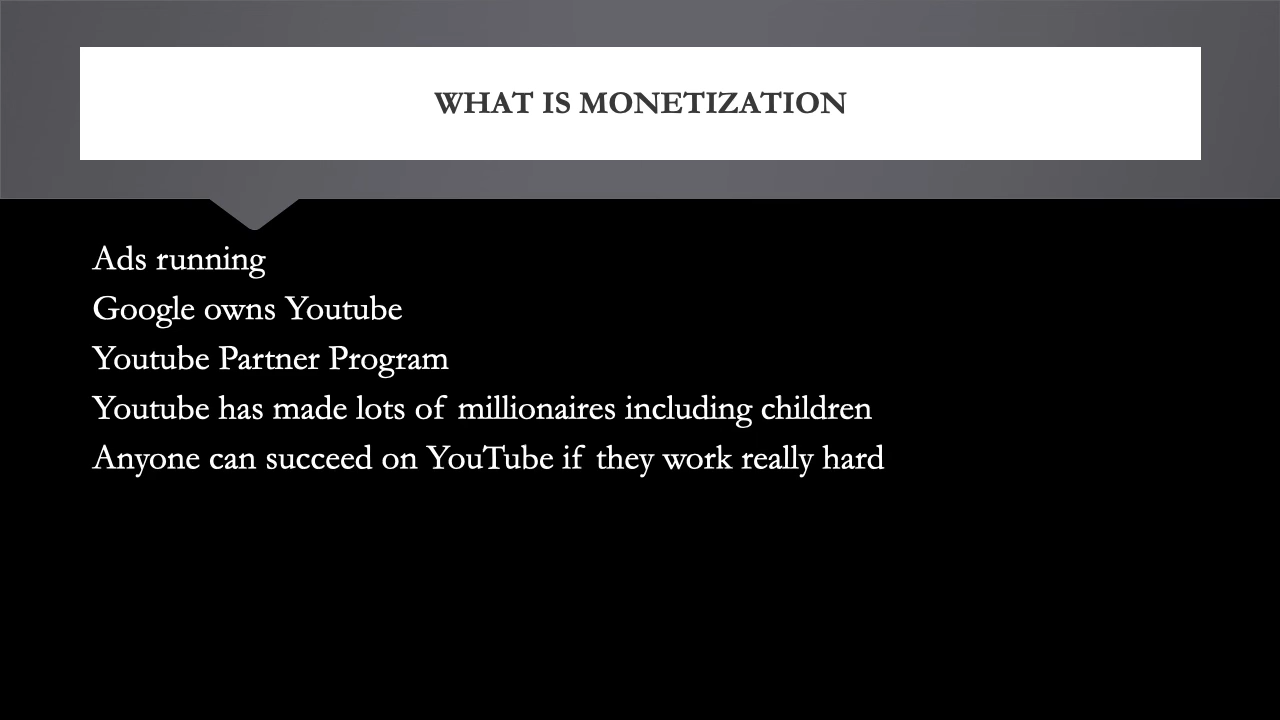 WHAT IS MONETIZATION
Ads running
Google owns Youtube
Youtube Partner Program
Youtube has made lots of millionaires including children
Anyone can succeed on YouTube if they work really hard